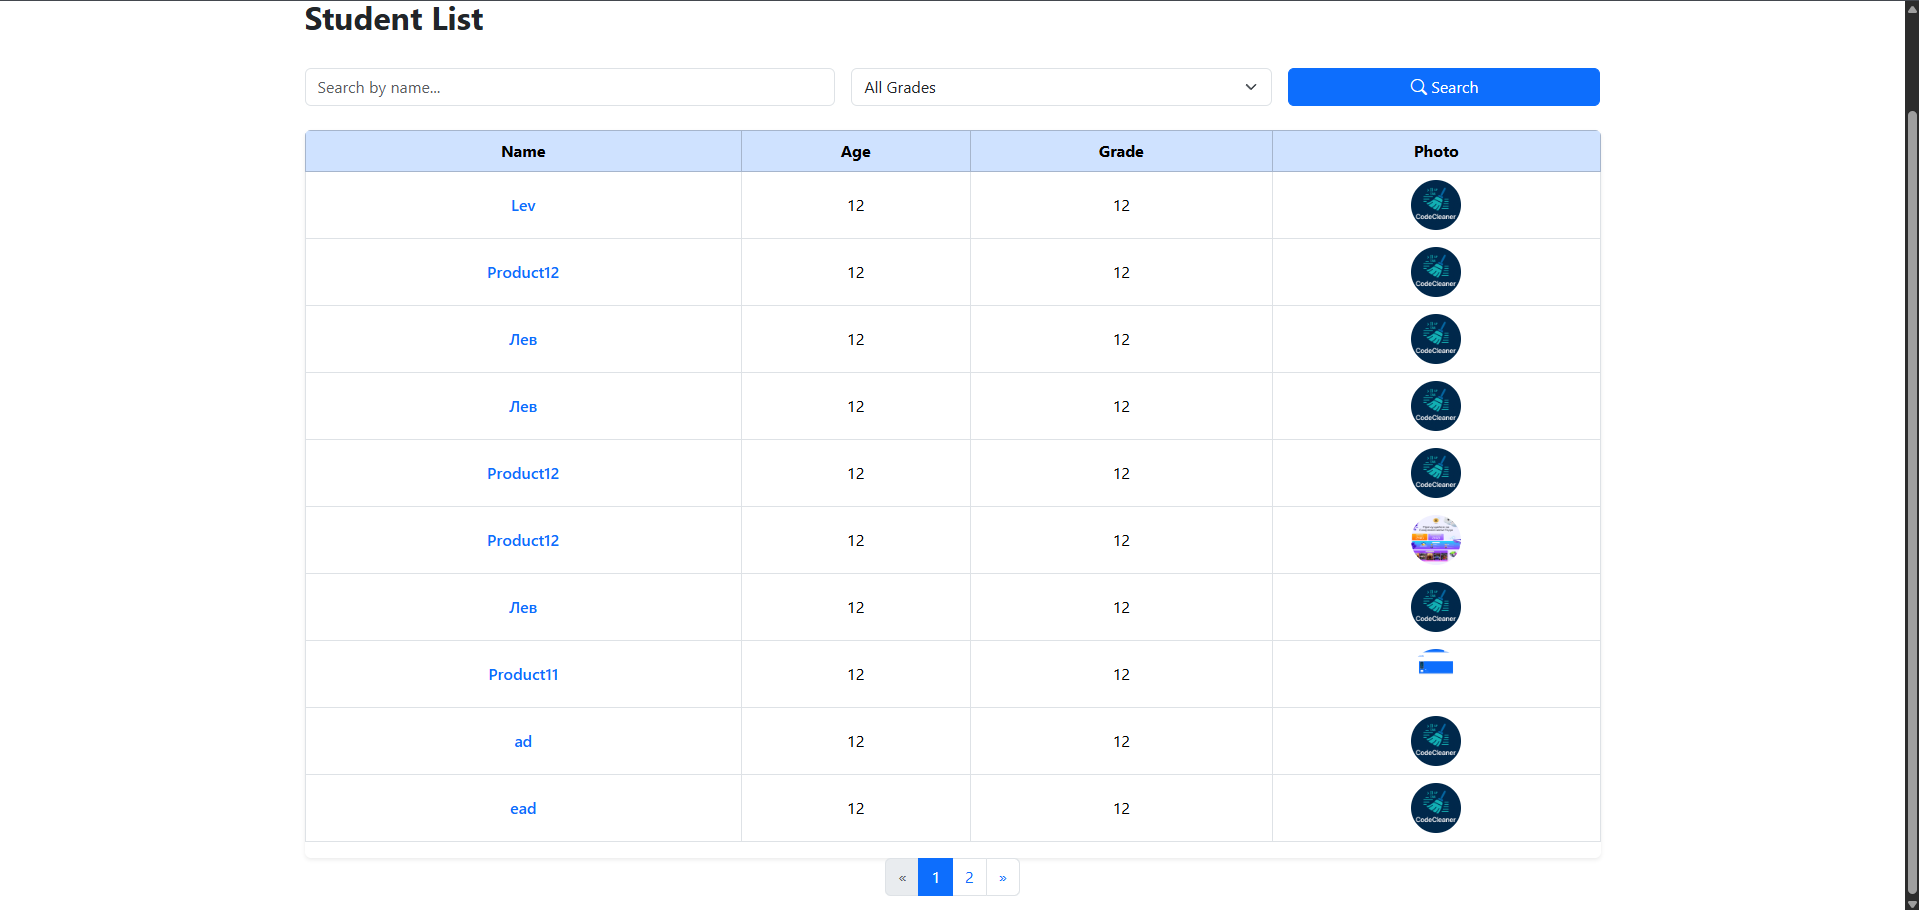 Student List
Search by name...
All Grades
Search
Name Age Grade Photo
Lev 12 12 CodeCleaner
Product12 12 12 CodeCleaner
Лев 12 12 CodeCleaner
Лев 12 12 CodeCleaner
Product12 12 12 CodeCleaner
Product12 12 12
Лев 12 12 CodeCleaner
Product11 12 12
ad 12 12 CodeCleaner
ead 12 12 CodeCleaner
« 1 2 »